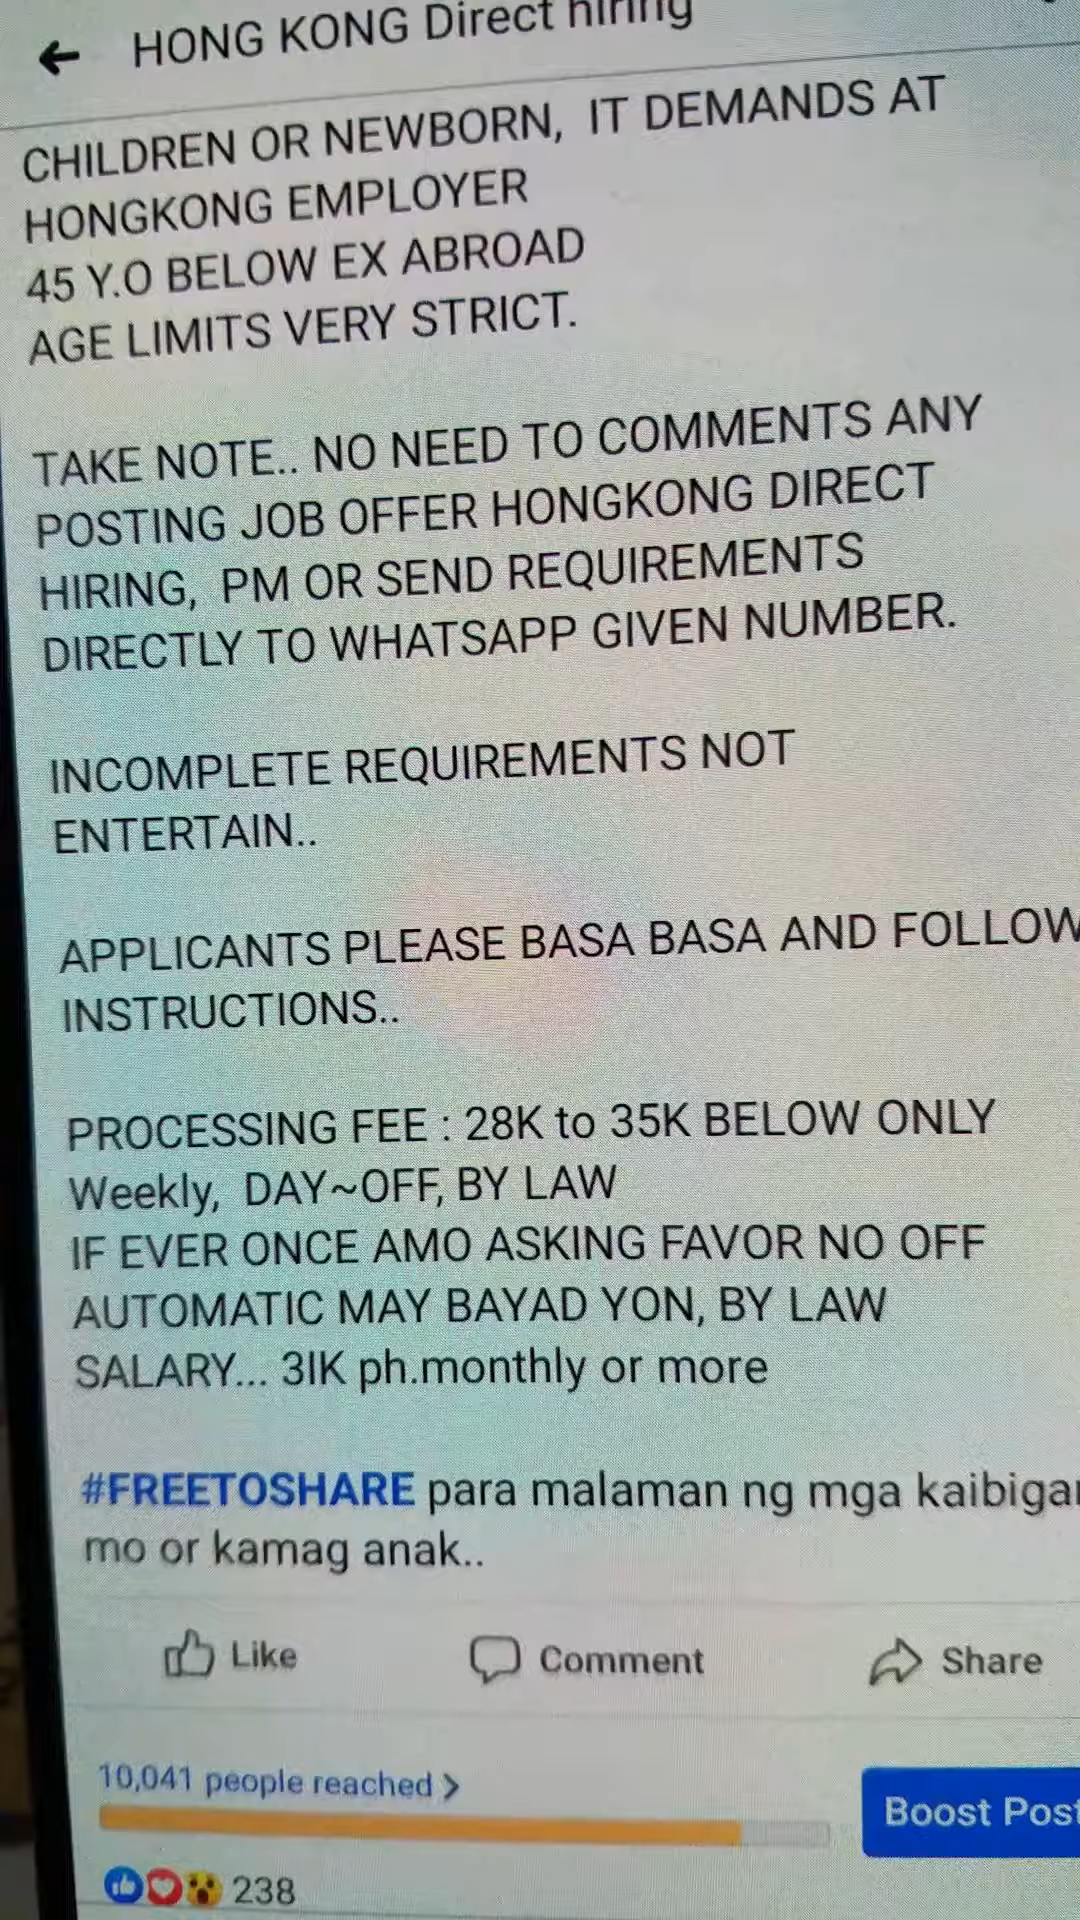 HONG KONG Direct hiring
CHILDREN OR NEWBORN, IT DEMANDS AT
HONGKONG EMPLOYER
45 Y.O BELOW EX ABROAD
AGE LIMITS VERY STRICT.
TAKE NOTE.. NO NEED TO COMMENTS ANY
POSTING JOB OFFER HONGKONG DIRECT
HIRING, PM OR SEND REQUIREMENTS
DIRECTLY TO WHATSAPP GIVEN NUMBER.
INCOMPLETE REQUIREMENTS NOT
ENTERTAIN..
APPLICANTS PLEASE BASA BASA AND FOLLOW
INSTRUCTIONS..
PROCESSING FEE : 28K to 35K BELOW ONLY
Weekly, DAY~OFF, BY LAW
IF EVER ONCE AMO ASKING FAVOR NO OFF
AUTOMATIC MAY BAYAD YON, BY LAW
SALARY... 3IK ph.monthly or more
#FREETOSHARE para malaman ng mga kaibigan
mo or kamag anak..
Like Comment Share
10,041 people reached >
Boost Post
238